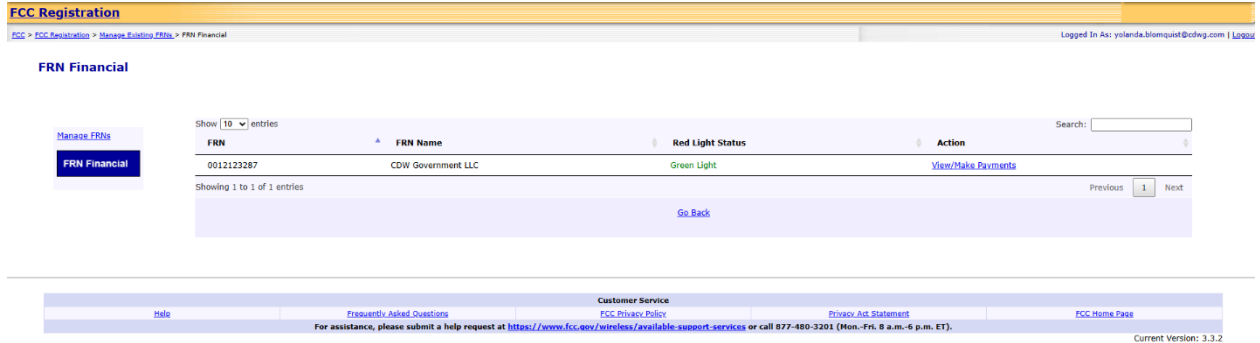 FCC Registration
FCC > FCC Registration > Manage Existing FRNs > FRN Financial
Logged In As: yolanda.blomquist@cdwg.com | Logout
FRN Financial
Manage FRNs
FRN Financial
Show 10 entries
Search:
FRN FRN Name Red Light Status Action
0012123287 CDW Government LLC Green Light View/Make Payments
Showing 1 to 1 of 1 entries
Previous 1 Next
Go Back
Customer Service
Help Frequently Asked Questions FCC Privacy Policy Privacy Act Statement FCC Home Page
For assistance, please submit a help request at https://www.fcc.gov/wireless/available-support-services or call 877-480-3201 (Mon.-Fri. 8 a.m.-6 p.m. ET).
Current Version: 3.3.2